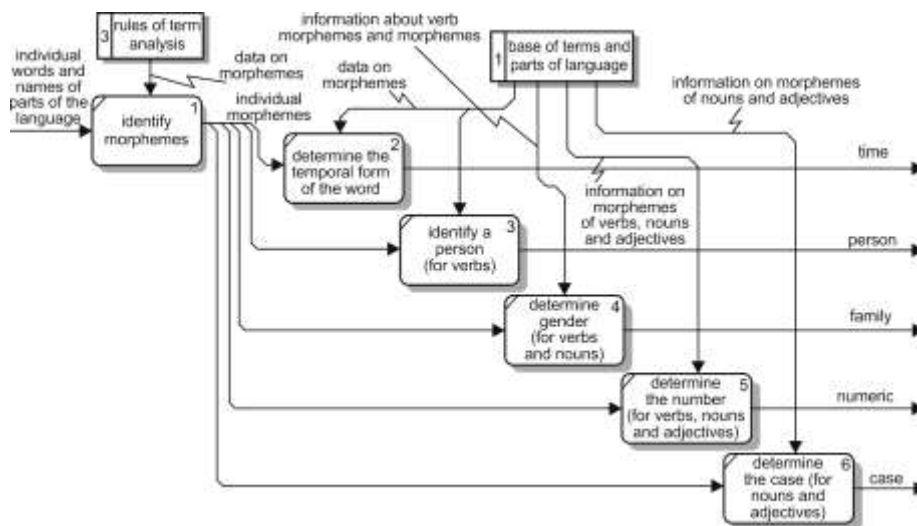 3
rules of term
analysis
information about verb
morphemes and morphemes
1
base of terms and
parts of language
individual
words and
names of
parts of the
language
data on
morphemes
data on
morphemes
information on morphemes
of nouns and adjectives
1
identify
morphemes
individual
morphemes
2
determine the
temporal form
of the word
time
information on
morphemes
of verbs, nouns
and adjectives
3
identify a
person
(for verbs)
person
4
determine
gender
(for verbs
and nouns)
family
5
determine
the number
(for verbs, nouns
and adjectives)
numeric
6
determine
the case (for
nouns and
adjectives)
case